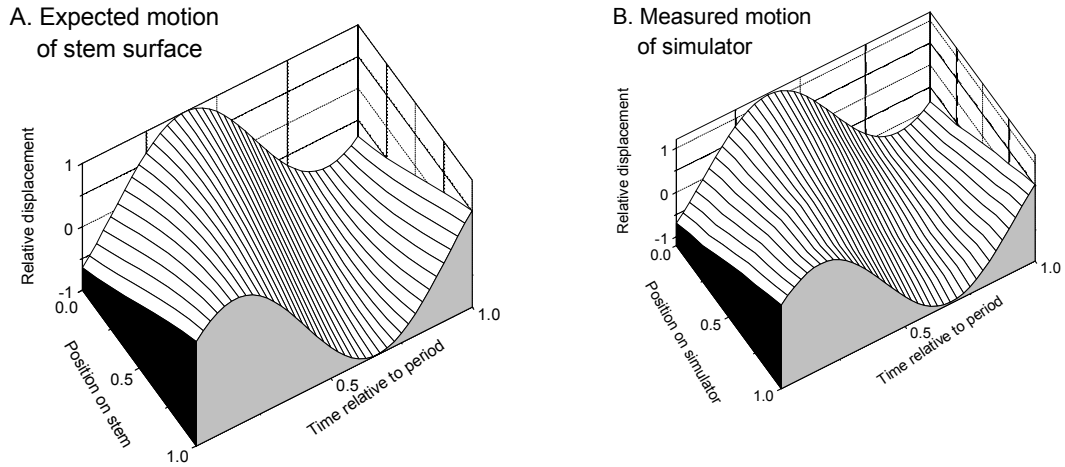 A. Expected motion
of stem surface
Relative displacement
1
0
-1
0.0
0.5
1.0
Position on stem
0.5
1.0
Time relative to period
B. Measured motion
of simulator
Relative displacement
1
0
-1
0.0
0.5
1.0
Position on simulator
0.5
1.0
Time relative to period